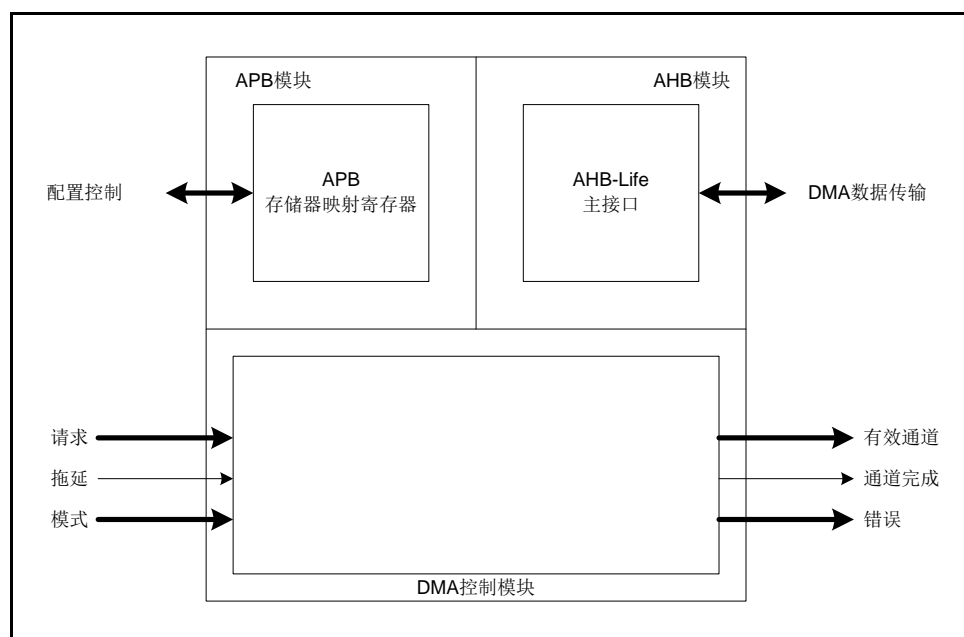 APB模块
AHB模块
配置控制
APB
存储器映射寄存器
AHB-Life
主接口
DMA数据传输
请求
拖延
模式
有效通道
通道完成
错误
DMA控制模块